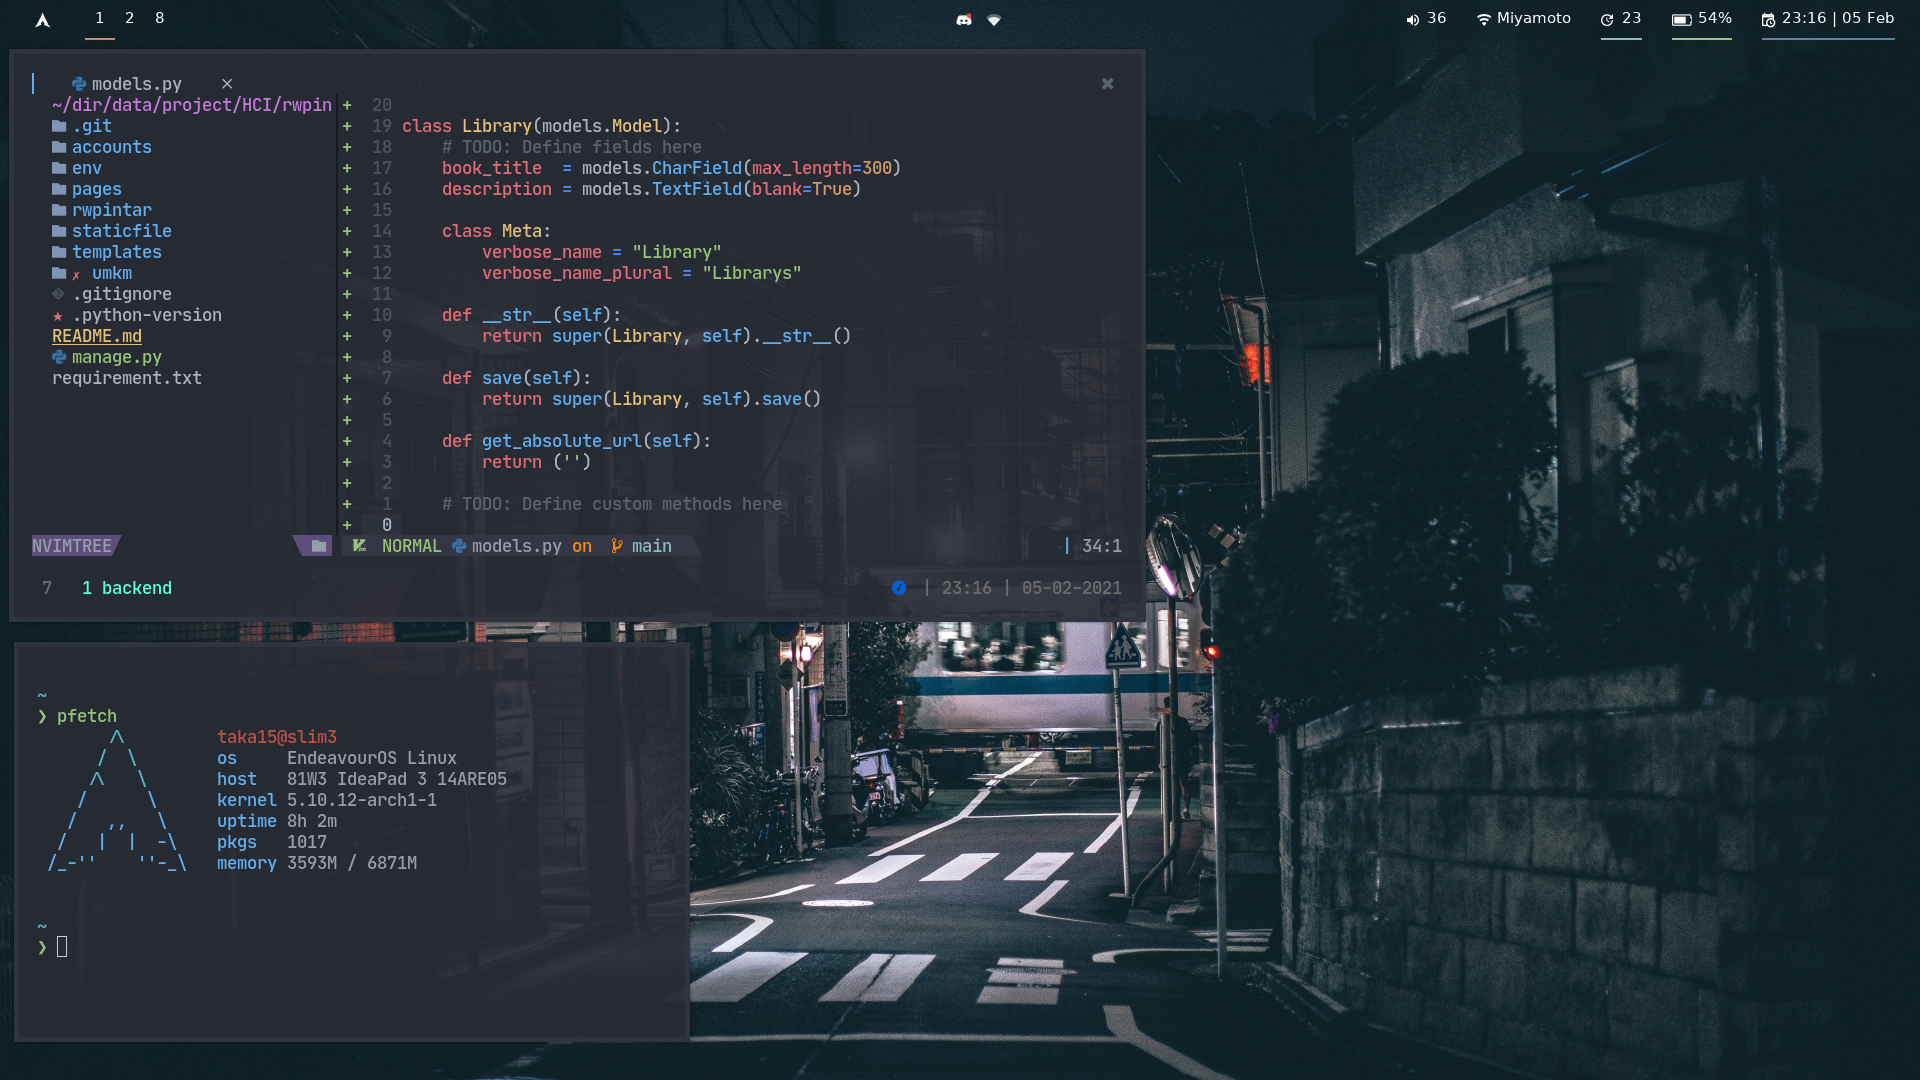 1 2 8
36 Miyamoto 23 54% 23:16 | 05 Feb
models.py ×
~/dir/data/project/HCI/rwpin
.git
accounts
env
pages
rwpintar
staticfile
templates
✗ umkm
.gitignore
★ .python-version
README.md
manage.py
requirement.txt
+ 20
+ 19 class Library(models.Model):
+ 18     # TODO: Define fields here
+ 17     book_title  = models.CharField(max_length=300)
+ 16     description = models.TextField(blank=True)
+ 15
+ 14     class Meta:
+ 13         verbose_name = "Library"
+ 12         verbose_name_plural = "Librarys"
+ 11
+ 10     def __str__(self):
+ 9         return super(Library, self).__str__()
+ 8
+ 7     def save(self):
+ 6         return super(Library, self).save()
+ 5
+ 4     def get_absolute_url(self):
+ 3         return ('')
+ 2
+ 1     # TODO: Define custom methods here
+ 0
NVIMTREE NORMAL models.py on main | 34:1
7 1 backend | 23:16 | 05-02-2021
~
❯ pfetch
taka15@slim3
os EndeavourOS Linux
host 81W3 IdeaPad 3 14ARE05
kernel 5.10.12-arch1-1
uptime 8h 2m
pkgs 1017
memory 3593M / 6871M
~
❯